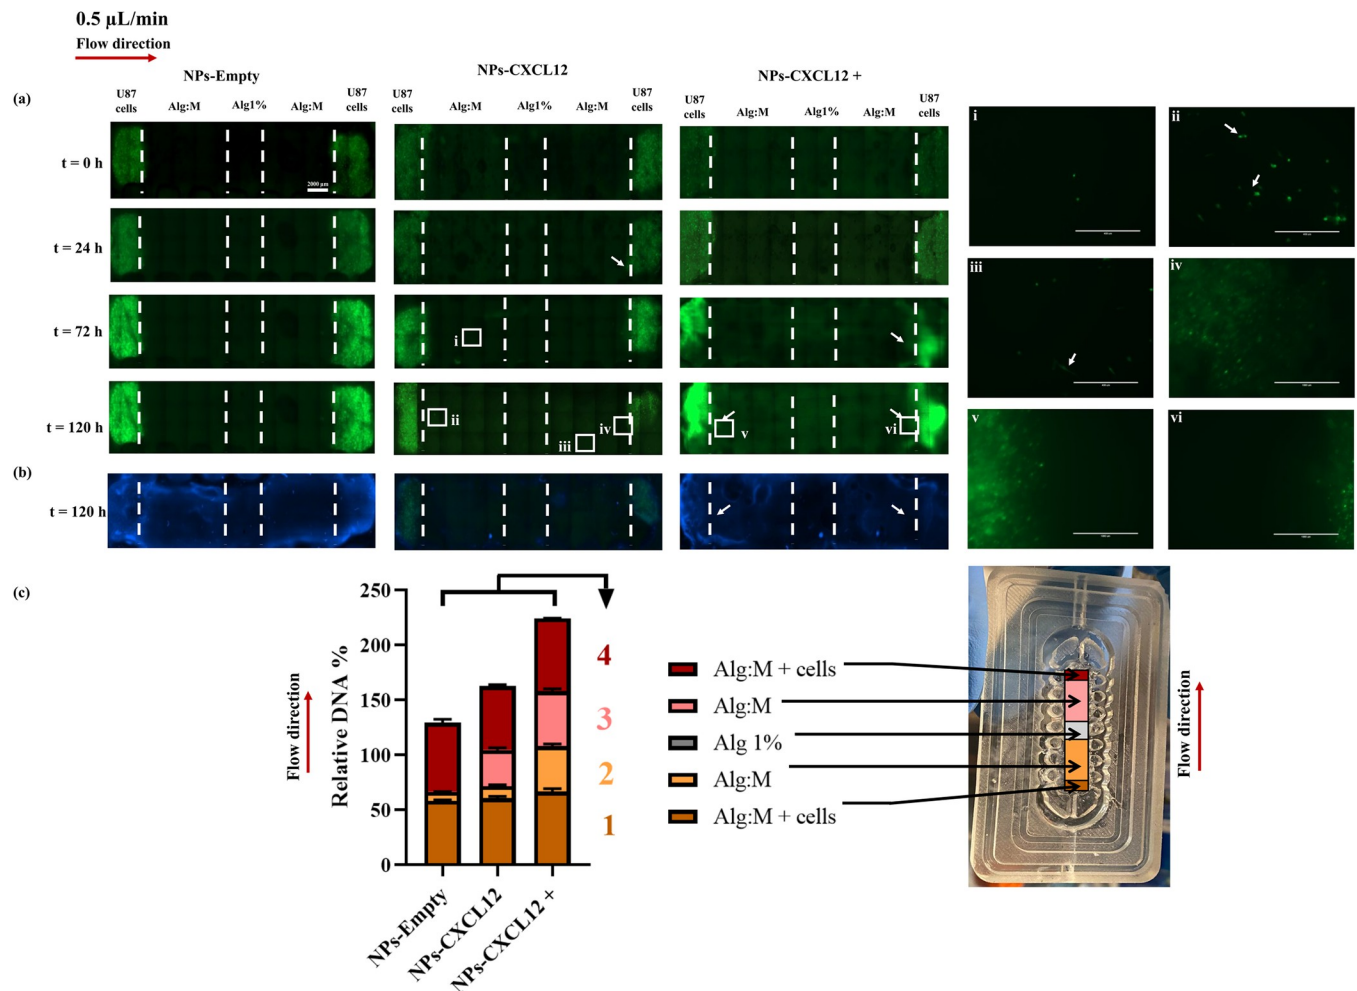 0.5 µL/min
Flow direction
NPs-Empty
NPs-CXCL12
NPs-CXCL12 +
(a)
U87 cells
Alg:M
Alg1%
Alg:M
U87 cells
U87 cells
Alg:M
Alg1%
Alg:M
U87 cells
U87 cells
Alg:M
Alg1%
Alg:M
U87 cells
t = 0 h
2000 µm
t = 24 h
t = 72 h
i
t = 120 h
ii
iii
iv
v
vi
i
ii
iii
iv
v
vi
(b)
t = 120 h
(c)
Flow direction
Relative DNA %
250
200
150
100
50
0
4
3
2
1
NPs-Empty
NPs-CXCL12
NPs-CXCL12 +
Alg:M + cells
Alg:M
Alg 1%
Alg:M
Alg:M + cells
Flow direction